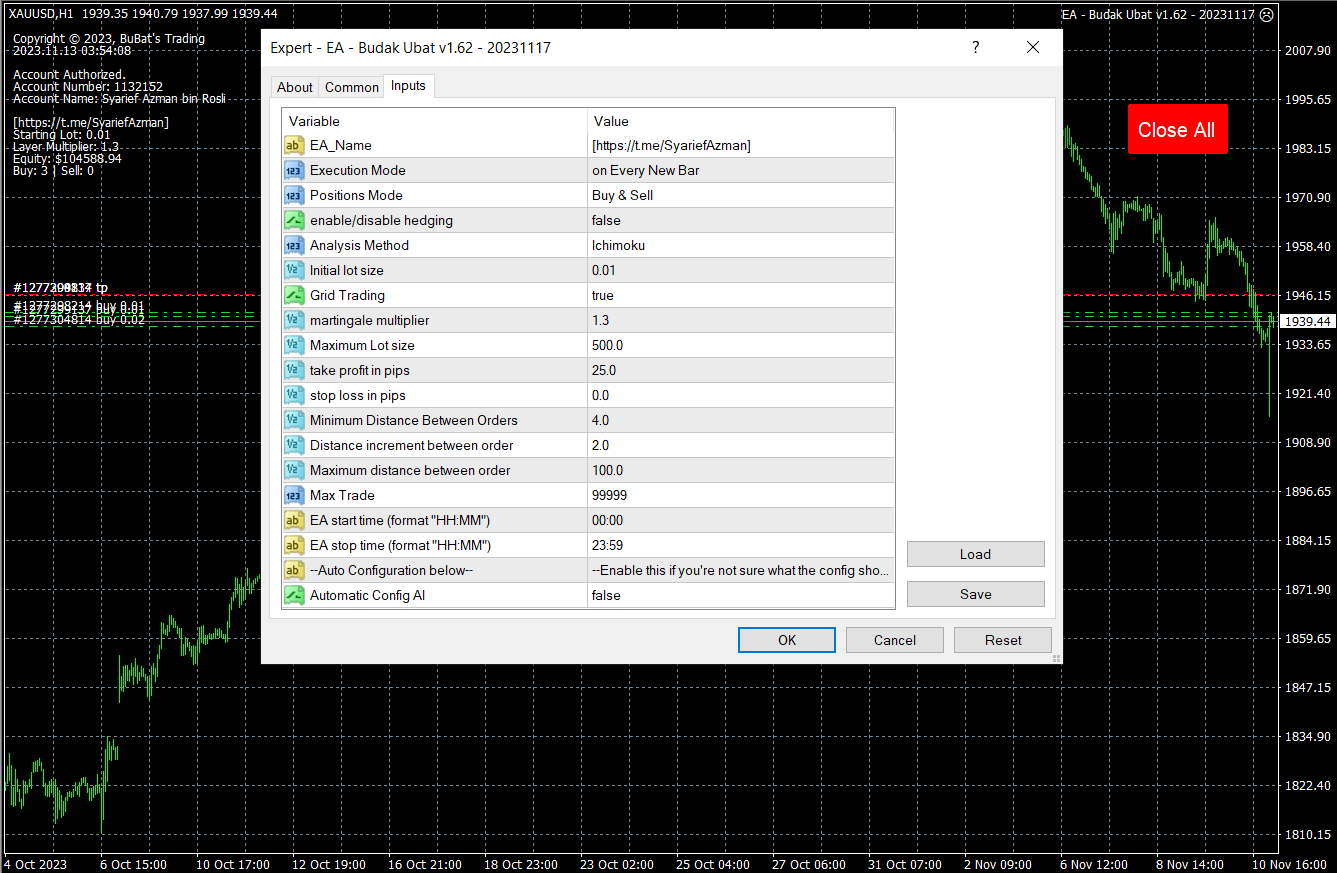 XAUUSD,H1 1939.35 1940.79 1937.99 1939.44
EA - Budak Ubat v1.62 - 20231117
Copyright © 2023, BuBat's Trading
2023.11.13 03:54:08
Account Authorized.
Account Number: 1132152
Account Name: Syarief Azman bin Rosli
[https://t.me/SyariefAzman]
Starting Lot: 0.01
Layer Multiplier: 1.3
Equity: $104588.94
Buy: 3 | Sell: 0
tp
#1277298214 buy 0.01
#1277299137 buy 0.01
#1277304814 buy 0.02
Expert - EA - Budak Ubat v1.62 - 20231117
?
About Common Inputs
Variable Value
EA_Name [https://t.me/SyariefAzman]
Execution Mode on Every New Bar
Positions Mode Buy & Sell
enable/disable hedging false
Analysis Method Ichimoku
Initial lot size 0.01
Grid Trading true
martingale multiplier 1.3
Maximum Lot size 500.0
take profit in pips 25.0
stop loss in pips 0.0
Minimum Distance Between Orders 4.0
Distance increment between order 2.0
Maximum distance between order 100.0
Max Trade 99999
EA start time (format "HH:MM") 00:00
EA stop time (format "HH:MM") 23:59
--Auto Configuration below-- --Enable this if you're not sure what the config sho...
Automatic Config AI false
Load
Save
OK Cancel Reset
Close All
2007.90
1995.65
1983.15
1970.90
1958.40
1946.15
1939.44
1933.65
1921.40
1908.90
1896.65
1884.15
1871.90
1859.65
1847.15
1834.90
1822.40
1810.15
4 Oct 2023 6 Oct 15:00 10 Oct 17:00 12 Oct 19:00 16 Oct 21:00 18 Oct 23:00 23 Oct 02:00 25 Oct 04:00 27 Oct 06:00 31 Oct 07:00 2 Nov 09:00 6 Nov 12:00 8 Nov 14:00 10 Nov 16:00